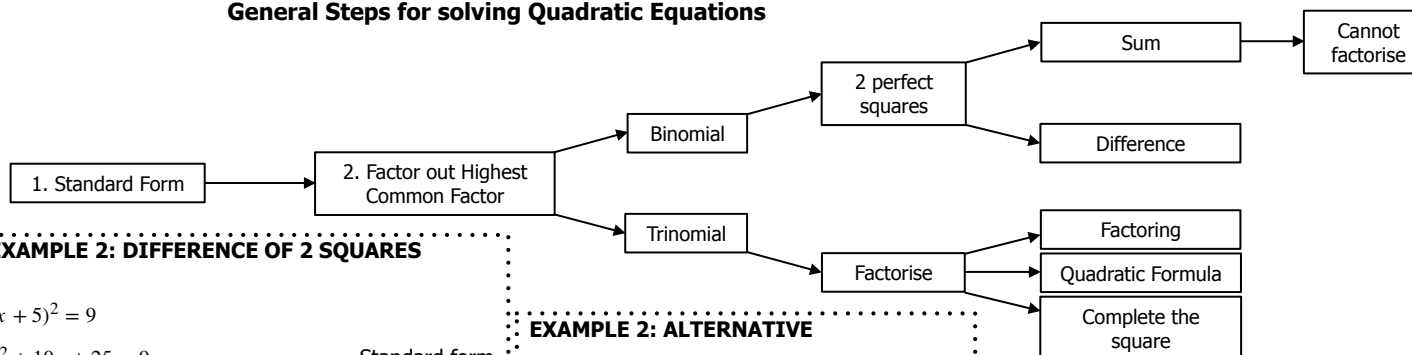 General Steps for solving Quadratic Equations
1. Standard Form
2. Factor out Highest
Common Factor
Binomial
Trinomial
2 perfect
squares
Sum
Cannot
factorise
Difference
Factorise
Factoring
Quadratic Formula
Complete the
square
EXAMPLE 2: DIFFERENCE OF 2 SQUARES
x + 5)² = 9
Standard form
EXAMPLE 2: ALTERNATIVE